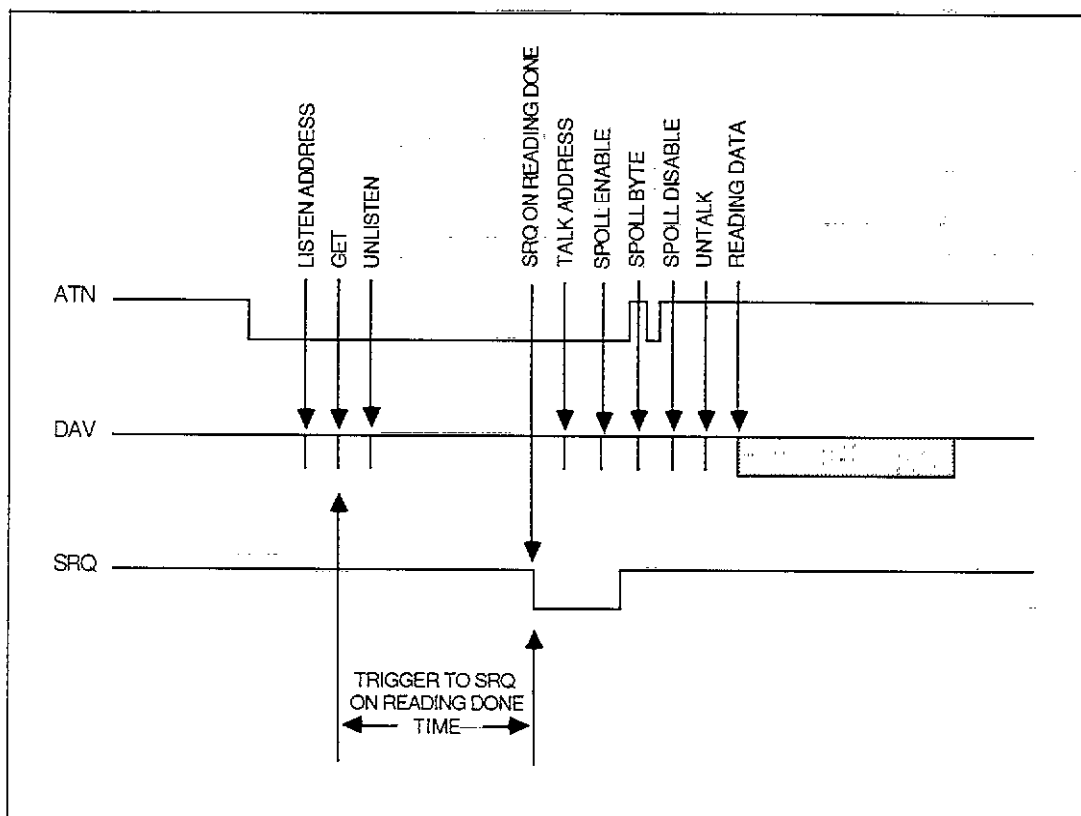 LISTEN ADDRESS
GET
UNLISTEN
SRQ ON READING DONE
TALK ADDRESS
SPOLL ENABLE
SPOLL BYTE
SPOLL DISABLE
UNTALK
READING DATA
ATN
DAV
SRQ
TRIGGER TO SRQ
ON READING DONE
TIME